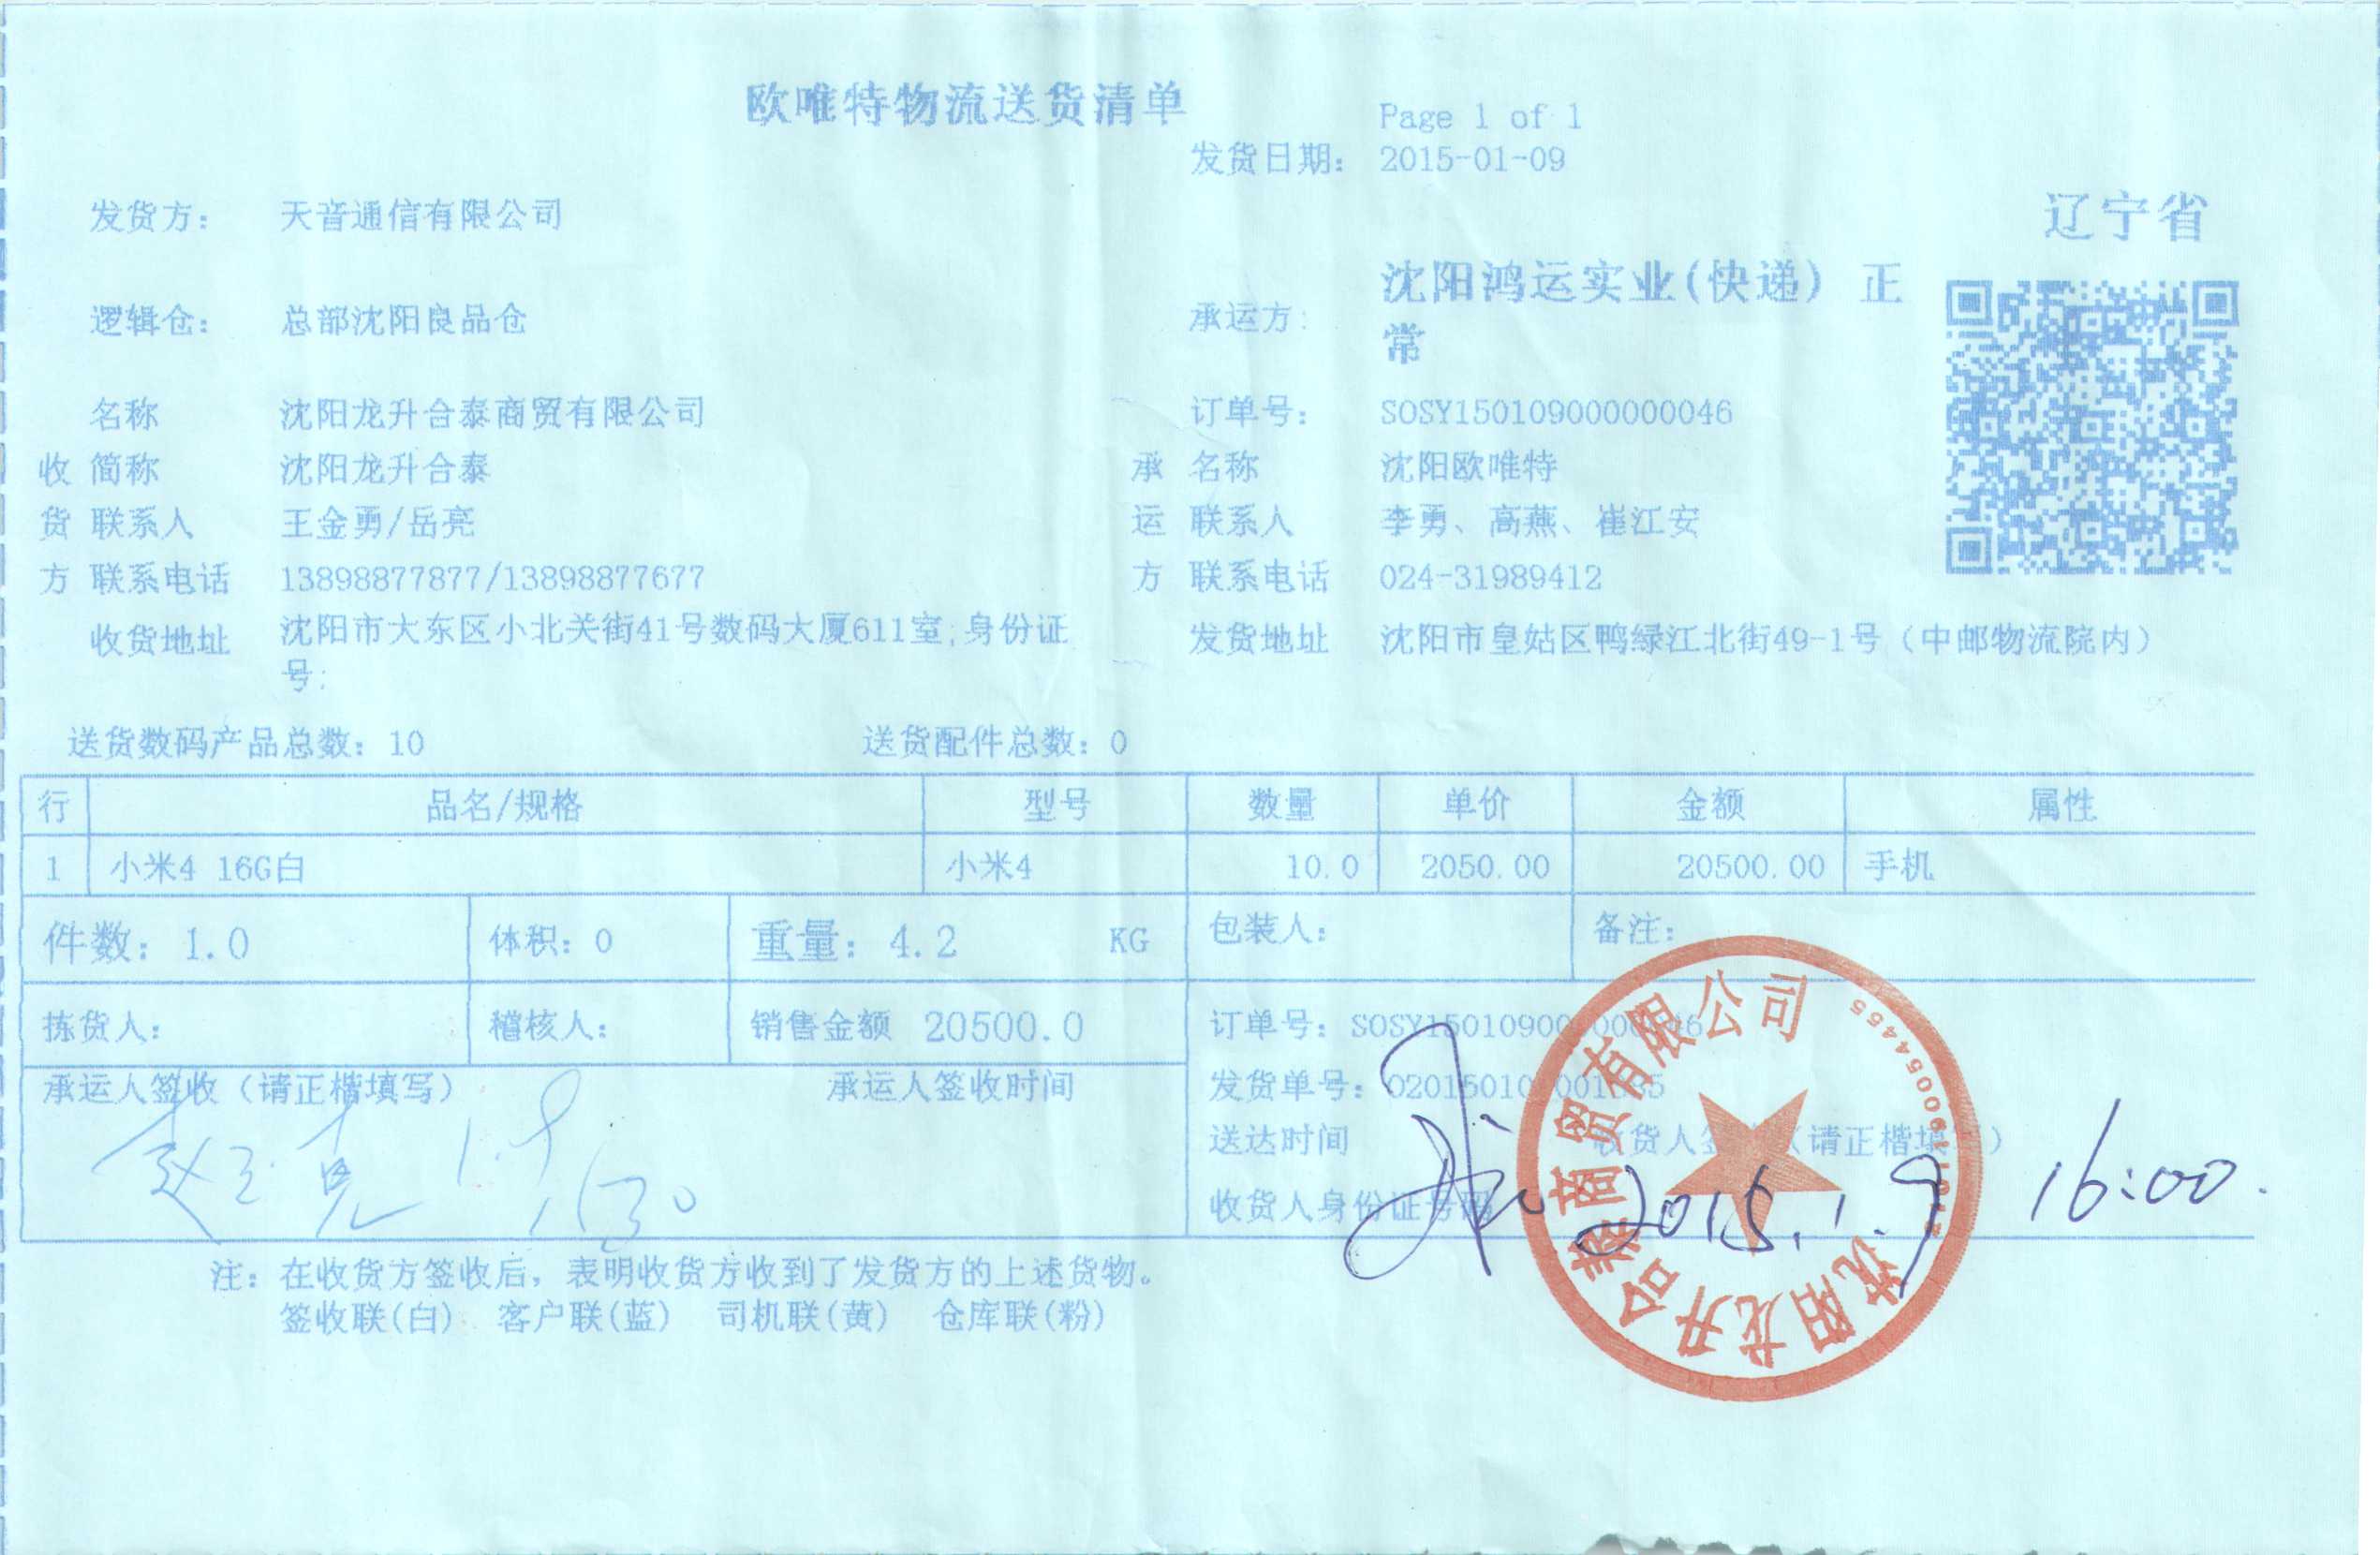 欧唯特物流送货清单
Page 1 of 1
发货日期： 2015-01-09
发货方： 天音通信有限公司
辽宁省
逻辑仓： 总部沈阳良品仓
承运方： 沈阳鸿运实业(快递) 正
常
名称 沈阳龙升合泰商贸有限公司
订单号： SOSY150109000000046
收 简称 沈阳龙升合泰
承 名称 沈阳欧唯特
货 联系人 王金勇/岳亮
运 联系人 李勇、高燕、崔江安
方 联系电话 13898877877/13898877677
方 联系电话 024-31989412
收货地址 沈阳市大东区小北关街41号数码大厦611室;身份证
号:
发货地址 沈阳市皇姑区鸭绿江北街49-1号（中邮物流院内）
送货数码产品总数：10 送货配件总数：0
行 品名/规格 型号 数量 单价 金额 属性
1 小米4 16G白 小米4 10.0 2050.00 20500.00 手机
件数：1.0 体积：0 重量：4.2 KG 包装人： 备注：
拣货人： 稽核人： 销售金额 20500.0 订单号：SOSY150109000000046
承运人签收（请正楷填写） 承运人签收时间
发货单号：
送达时间 收货人签收（请正楷填写）
收货人身份证号码
1.9
1630
2015.1.9 16:00.
沈阳龙升合泰商贸有限公司
注：在收货方签收后，表明收货方收到了发货方的上述货物。
签收联(白) 客户联(蓝) 司机联(黄) 仓库联(粉)